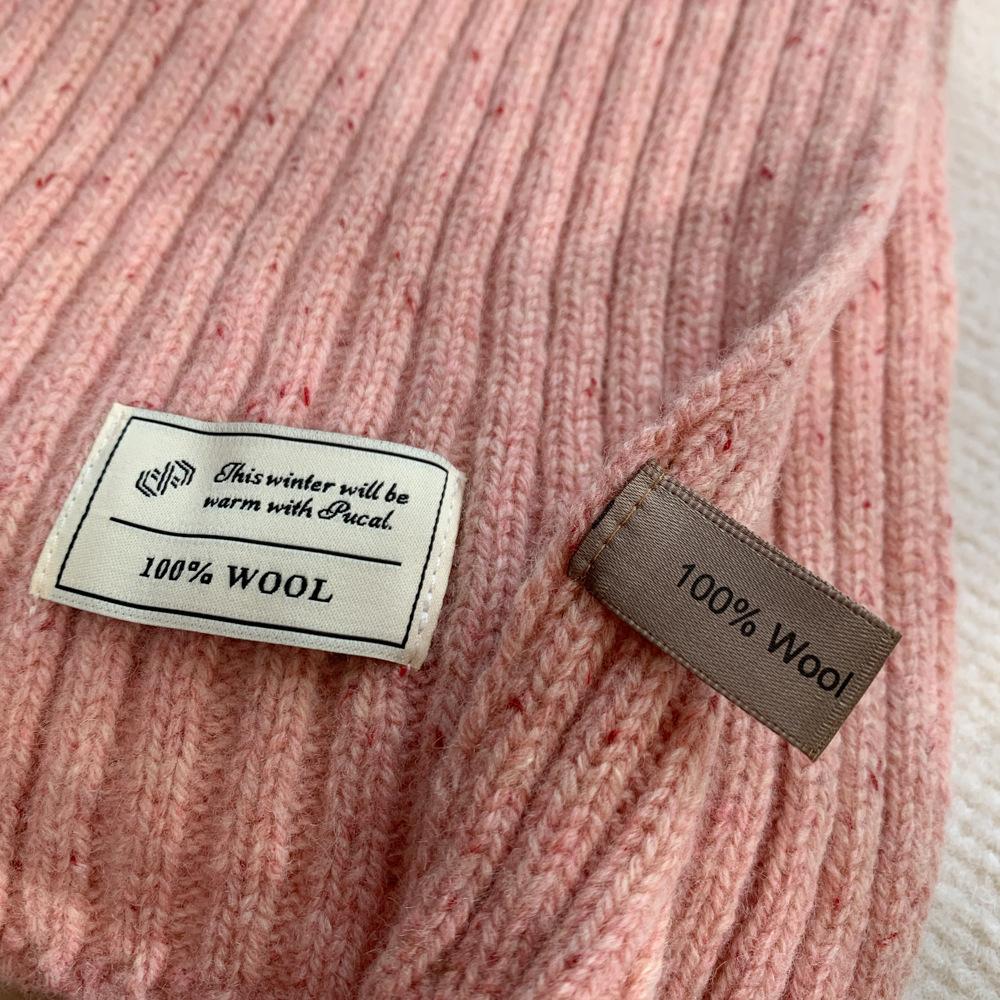 This winter will be
warm with Pucal.
100% WOOL
100% Wool